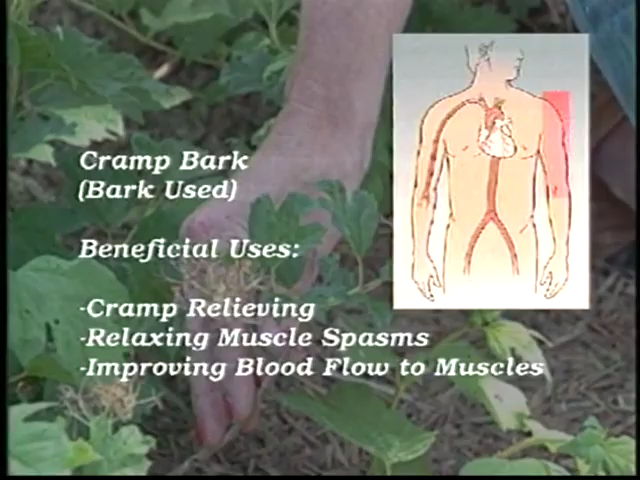 Cramp Bark
(Bark Used)
Beneficial Uses:
-Cramp Relieving
-Relaxing Muscle Spasms
-Improving Blood Flow to Muscles